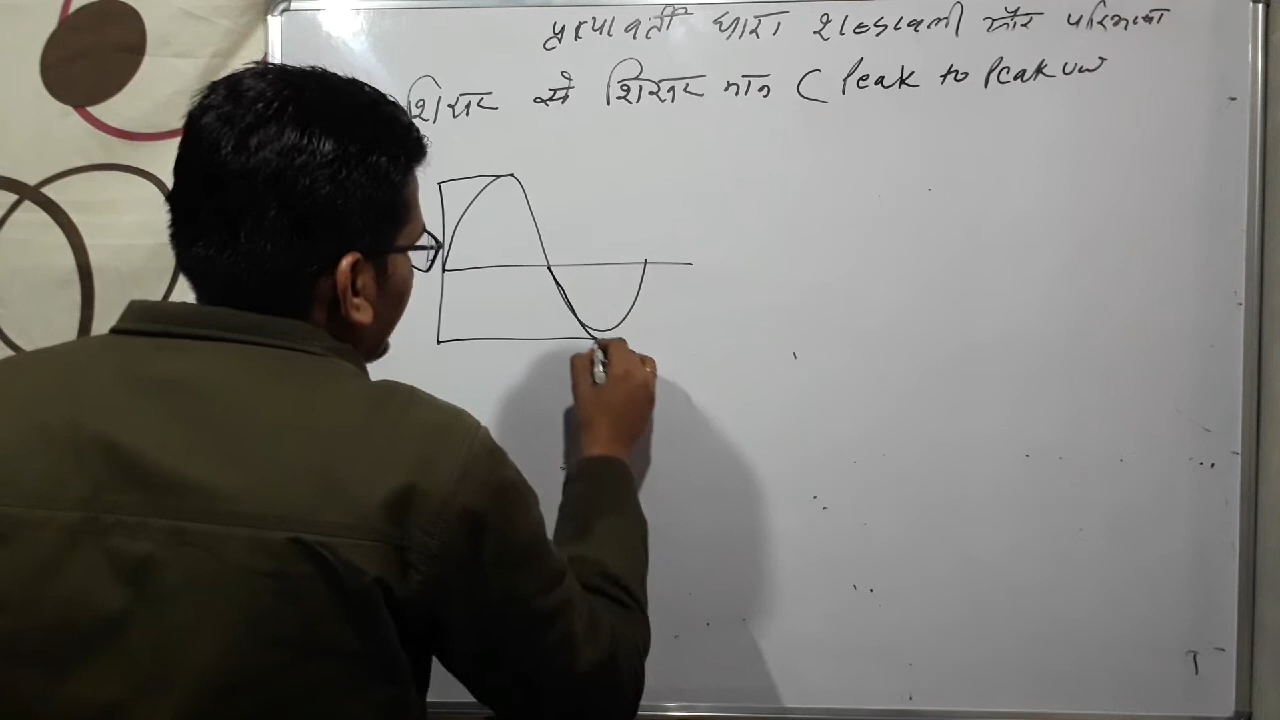 प्रत्यावर्ती धारा शब्दावली और परिभाषा
शिखर से शिखर मान ( Peak to Peak
T